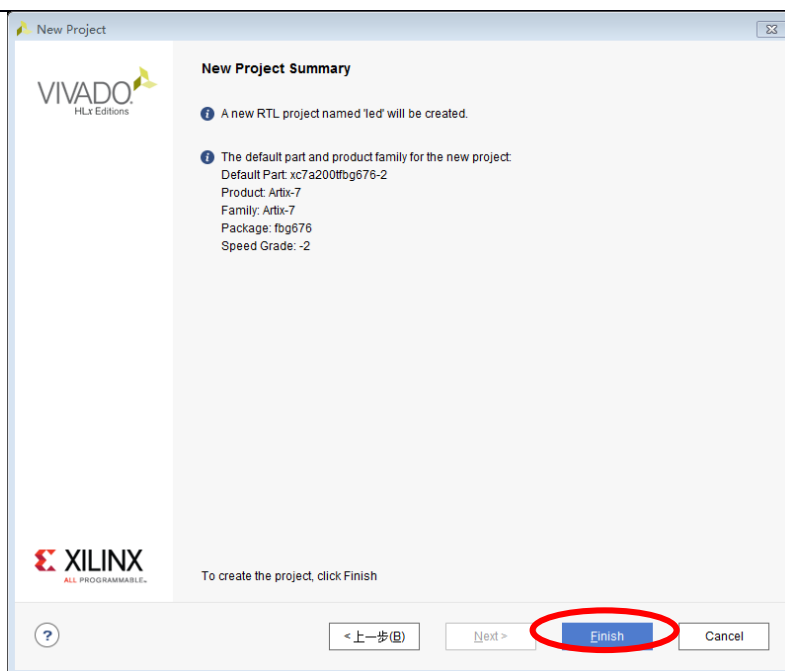 New Project
VIVADO.
HLx Editions
New Project Summary
A new RTL project named 'led' will be created.
The default part and product family for the new project:
Default Part: xc7a200tfbg676-2
Product: Artix-7
Family: Artix-7
Package: fbg676
Speed Grade: -2
XILINX
ALL PROGRAMMABLE.
To create the project, click Finish
?
<上一步(B)
Next >
Finish
Cancel